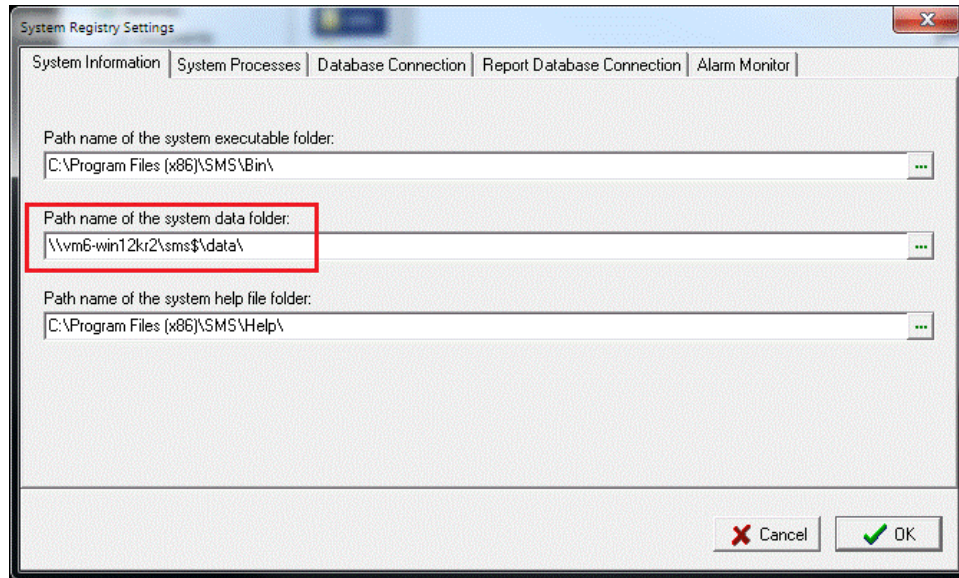 System Registry Settings
System Information System Processes Database Connection Report Database Connection Alarm Monitor
Path name of the system executable folder:
C:\Program Files (x86)\SMS\Bin\
Path name of the system data folder:
\\vm6-win12kr2\sms$\data\
Path name of the system help file folder:
C:\Program Files (x86)\SMS\Help\
Cancel OK